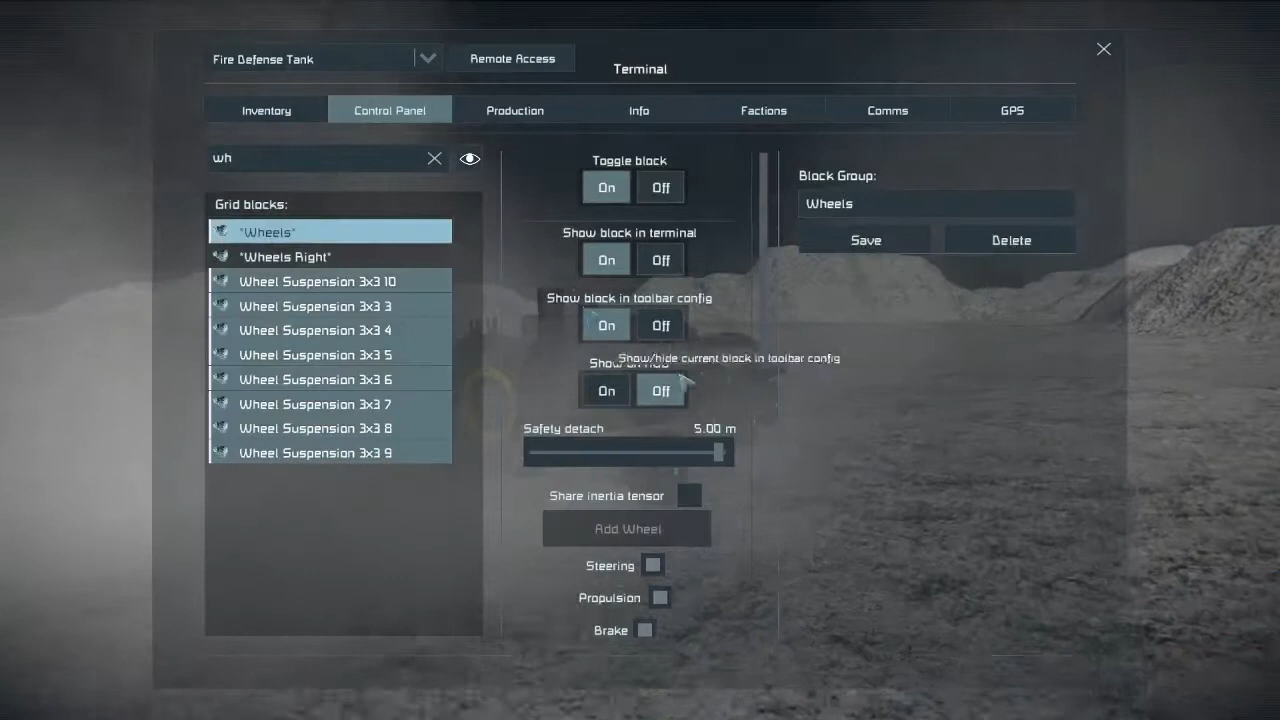 Fire Defense Tank
Remote Access
Terminal
Inventory
Control Panel
Production
Info
Factions
Comms
GPS
wh
Grid blocks:
*Wheels*
*Wheels Right*
Wheel Suspension 3x3 10
Wheel Suspension 3x3 3
Wheel Suspension 3x3 4
Wheel Suspension 3x3 5
Wheel Suspension 3x3 6
Wheel Suspension 3x3 7
Wheel Suspension 3x3 8
Wheel Suspension 3x3 9
Toggle block
On Off
Show block in terminal
On Off
Show block in toolbar config
On Off
Show/hide current block in toolbar config
Show on HUD
On Off
Safety detach 5.00 m
Share inertia tensor
Add Wheel
Steering
Propulsion
Brake
Block Group:
Wheels
Save
Delete